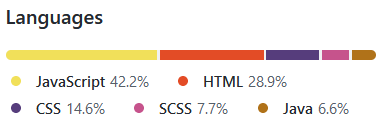 Languages
JavaScript 42.2% HTML 28.9%
CSS 14.6% SCSS 7.7% Java 6.6%